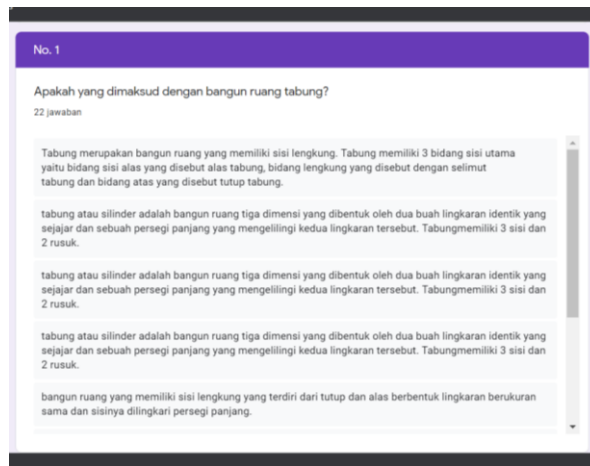 No. 1
Apakah yang dimaksud dengan bangun ruang tabung?
22 jawaban
Tabung merupakan bangun ruang yang memiliki sisi lengkung. Tabung memiliki 3 bidang sisi utama
yaitu bidang sisi alas yang disebut alas tabung, bidang lengkung yang disebut dengan selimut
tabung dan bidang atas yang disebut tutup tabung.
tabung atau silinder adalah bangun ruang tiga dimensi yang dibentuk oleh dua buah lingkaran identik yang
sejajar dan sebuah persegi panjang yang mengelilingi kedua lingkaran tersebut. Tabungmemiliki 3 sisi dan
2 rusuk.
tabung atau silinder adalah bangun ruang tiga dimensi yang dibentuk oleh dua buah lingkaran identik yang
sejajar dan sebuah persegi panjang yang mengelilingi kedua lingkaran tersebut. Tabungmemiliki 3 sisi dan
2 rusuk.
tabung atau silinder adalah bangun ruang tiga dimensi yang dibentuk oleh dua buah lingkaran identik yang
sejajar dan sebuah persegi panjang yang mengelilingi kedua lingkaran tersebut. Tabungmemiliki 3 sisi dan
2 rusuk.
bangun ruang yang memiliki sisi lengkung yang terdiri dari tutup dan alas berbentuk lingkaran berukuran
sama dan sisinya dilingkari persegi panjang.